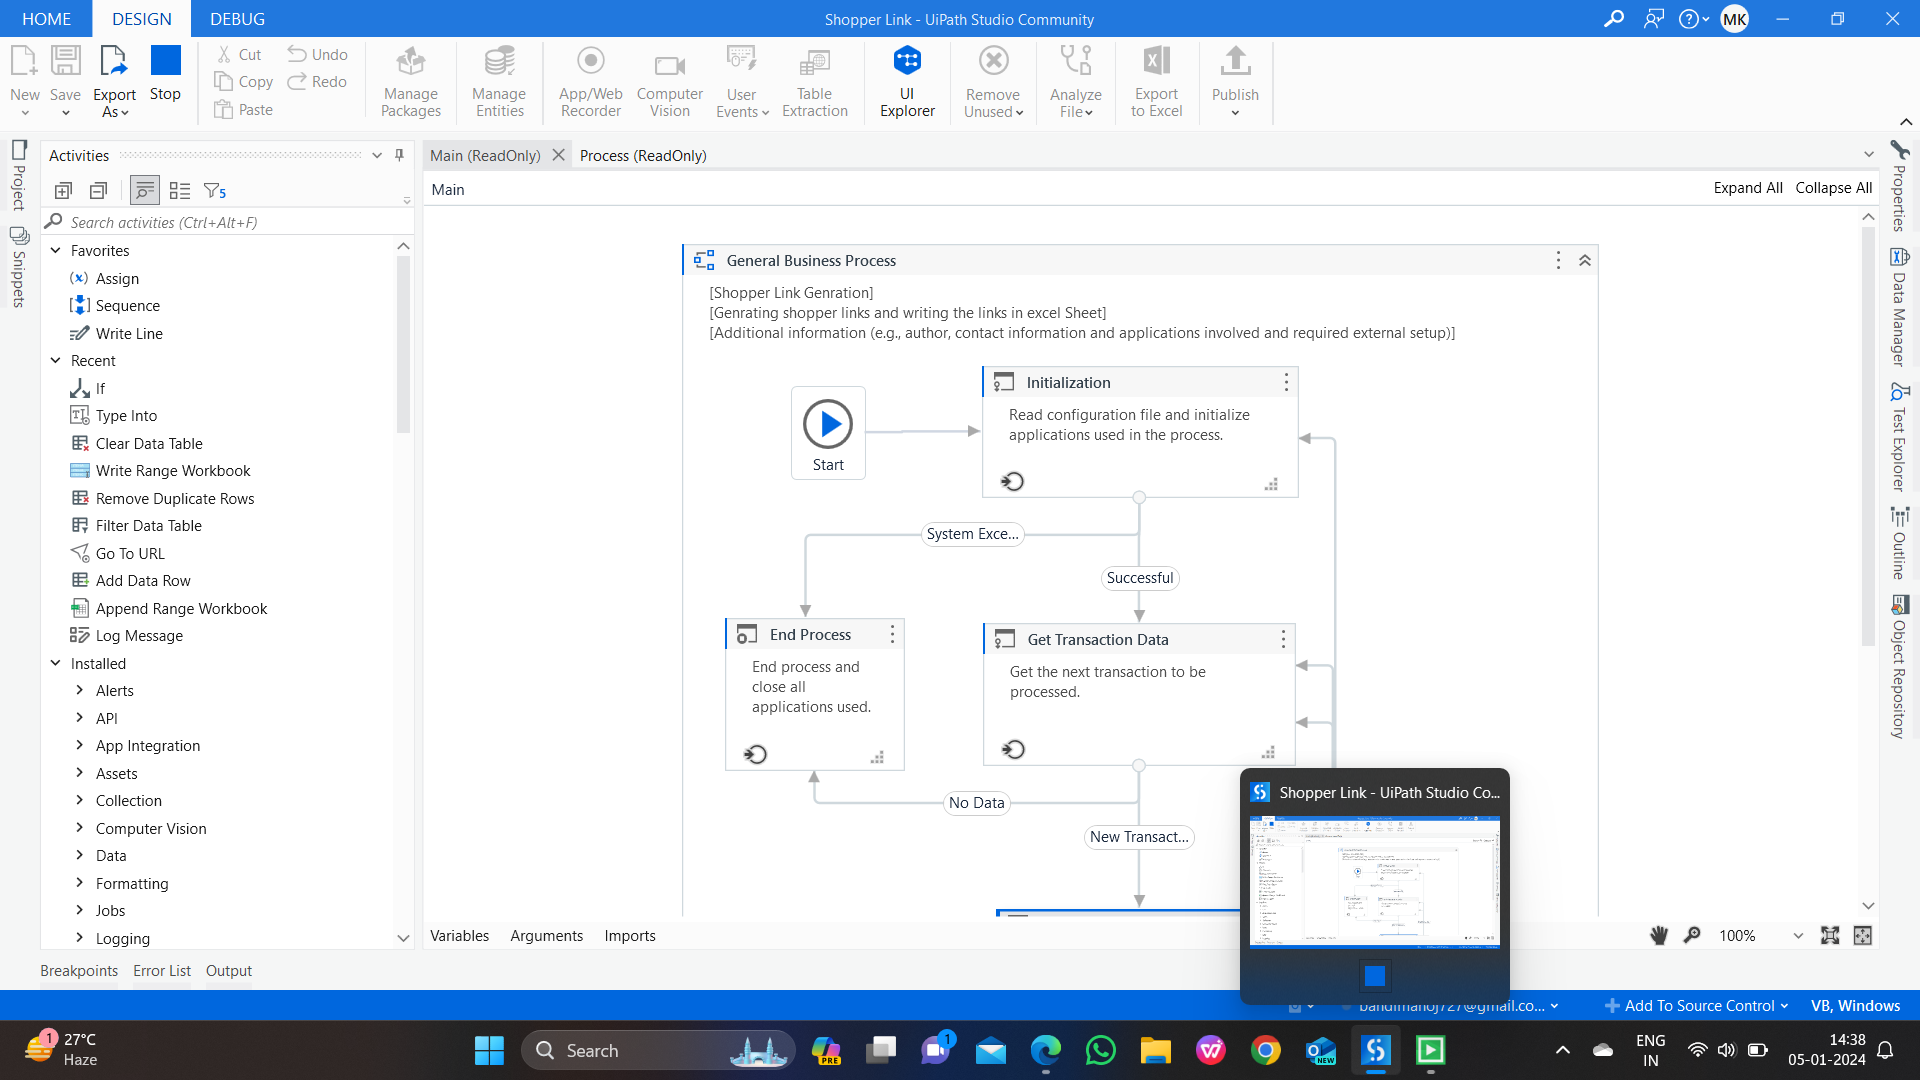 HOME
DESIGN
DEBUG
Shopper Link - UiPath Studio Community
MK
New
Save
Export As
Stop
Cut
Copy
Paste
Undo
Redo
Manage Packages
Manage Entities
App/Web Recorder
Computer Vision
User Events
Table Extraction
UI Explorer
Remove Unused
Analyze File
Export to Excel
Publish
Project
Snippets
Activities
5
Search activities (Ctrl+Alt+F)
Favorites
Assign
Sequence
Write Line
Recent
If
Type Into
Clear Data Table
Write Range Workbook
Remove Duplicate Rows
Filter Data Table
Go To URL
Add Data Row
Append Range Workbook
Log Message
Installed
Alerts
API
App Integration
Assets
Collection
Computer Vision
Data
Formatting
Jobs
Logging
Main (ReadOnly)
Process (ReadOnly)
Main
Expand All
Collapse All
General Business Process
[Shopper Link Genration]
[Genrating shopper links and writing the links in excel Sheet]
[Additional information (e.g., author, contact information and applications involved and required external setup)]
Start
Initialization
Read configuration file and initialize
applications used in the process.
System Exce...
Successful
End Process
End process and
close all
applications used.
Get Transaction Data
Get the next transaction to be
processed.
No Data
New Transact...
Shopper Link - UiPath Studio Co...
Variables
Arguments
Imports
100%
Properties
Data Manager
Test Explorer
Outline
Object Repository
Breakpoints
Error List
Output
bandimanoj727@gmail.co...
Add To Source Control
VB, Windows
1
27°C
Haze
Search
PRE
1
NEW
ENG
IN
14:38
05-01-2024